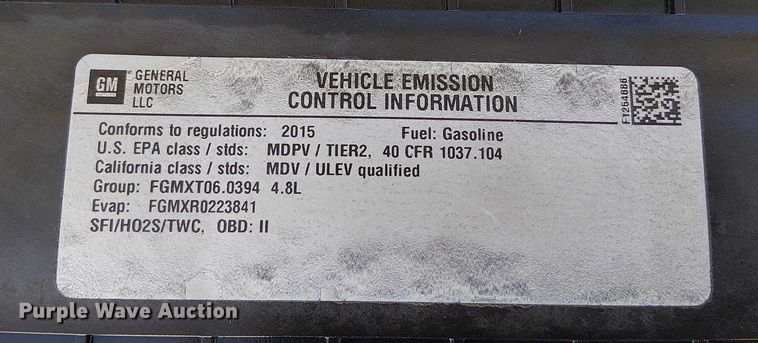 GM
GENERAL
MOTORS
LLC
VEHICLE EMISSION
CONTROL INFORMATION
F1254886
Conforms to regulations: 2015 Fuel: Gasoline
U.S. EPA class / stds: MDPV / TIER2, 40 CFR 1037.104
California class / stds: MDV / ULEV qualified
Group: FGMXT06.0394 4.8L
Evap: FGMXR0223841
SFI/HO2S/TWC, OBD: II
Purple Wave Auction